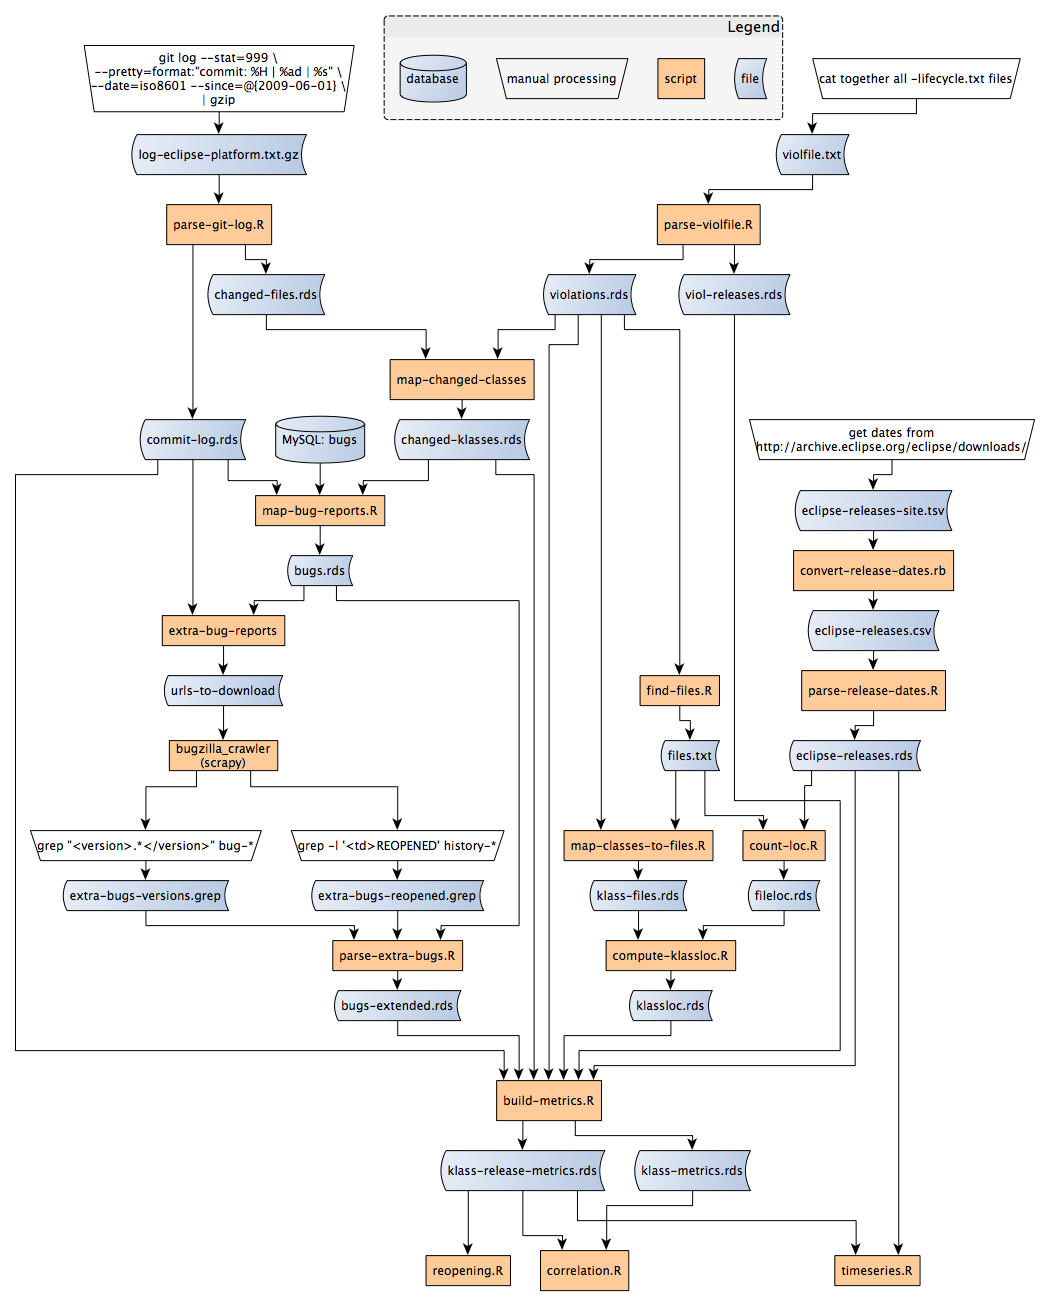 Legend
database
manual processing
script
file
git log --stat=999 \
--pretty=format:"commit: %H | %ad | %s" \
--date=iso8601 --since=@{2009-06-01} \
| gzip
cat together all -lifecycle.txt files
log-eclipse-platform.txt.gz
violfile.txt
parse-git-log.R
parse-violfile.R
changed-files.rds
violations.rds
viol-releases.rds
map-changed-classes
commit-log.rds
MySQL: bugs
changed-klasses.rds
get dates from
http://archive.eclipse.org/eclipse/downloads/
map-bug-reports.R
eclipse-releases-site.tsv
bugs.rds
convert-release-dates.rb
extra-bug-reports
eclipse-releases.csv
urls-to-download
find-files.R
parse-release-dates.R
bugzilla_crawler
(scrapy)
files.txt
eclipse-releases.rds
grep "<version>.*</version>" bug-*
grep -l '<td>REOPENED' history-*
map-classes-to-files.R
count-loc.R
extra-bugs-versions.grep
extra-bugs-reopened.grep
klass-files.rds
fileloc.rds
parse-extra-bugs.R
compute-klassloc.R
bugs-extended.rds
klassloc.rds
build-metrics.R
klass-release-metrics.rds
klass-metrics.rds
reopening.R
correlation.R
timeseries.R